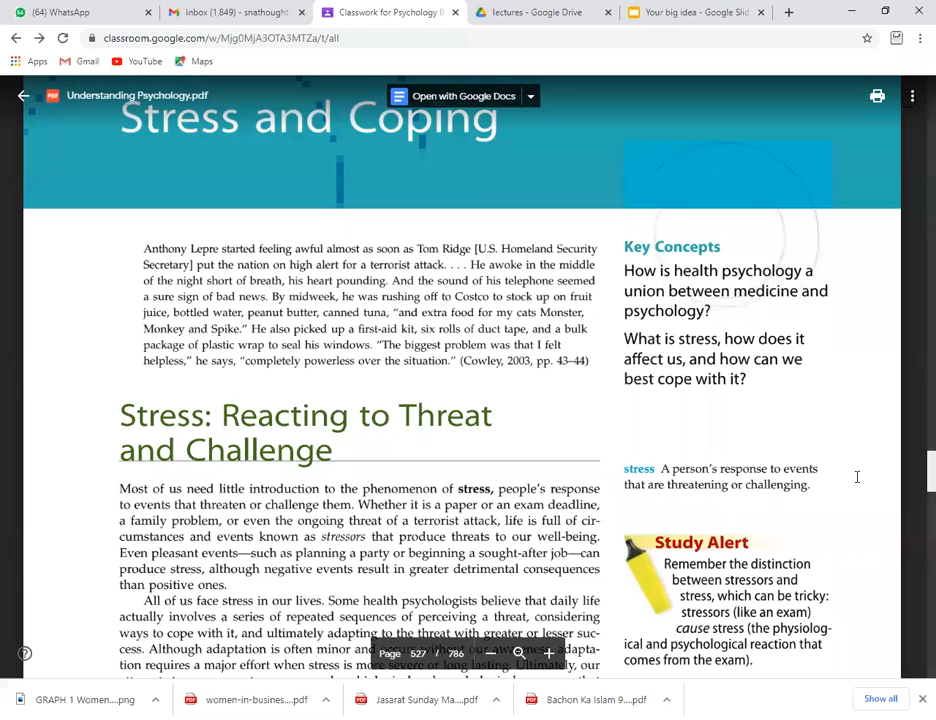 (64) WhatsApp
Inbox (1,849) - snathought
Classwork for Psychology B
lectures - Google Drive
Your big idea - Google Slid
classroom.google.com/w/Mjg0MjA3OTA3MTZa/t/all
Apps
Gmail
YouTube
Maps
Understanding Psychology.pdf
Open with Google Docs
Stress and Coping
Anthony Lepre started feeling awful almost as soon as Tom Ridge [U.S. Homeland Security
Secretary] put the nation on high alert for a terrorist attack. . . . He awoke in the middle
of the night short of breath, his heart pounding. And the sound of his telephone seemed
a sure sign of bad news. By midweek, he was rushing off to Costco to stock up on fruit
juice, bottled water, peanut butter, canned tuna, “and extra food for my cats Monster,
Monkey and Spike.” He also picked up a first-aid kit, six rolls of duct tape, and a bulk
package of plastic wrap to seal his windows. “The biggest problem was that I felt
helpless,” he says, “completely powerless over the situation.” (Cowley, 2003, pp. 43–44)
Key Concepts
How is health psychology a
union between medicine and
psychology?
What is stress, how does it
affect us, and how can we
best cope with it?
Stress: Reacting to Threat
and Challenge
Most of us need little introduction to the phenomenon of stress, people’s response
to events that threaten or challenge them. Whether it is a paper or an exam deadline,
a family problem, or even the ongoing threat of a terrorist attack, life is full of cir-
cumstances and events known as stressors that produce threats to our well-being.
Even pleasant events—such as planning a party or beginning a sought-after job—can
produce stress, although negative events result in greater detrimental consequences
than positive ones.
All of us face stress in our lives. Some health psychologists believe that daily life
actually involves a series of repeated sequences of perceiving a threat, considering
ways to cope with it, and ultimately adapting to the threat with greater or lesser suc-
cess. Although adaptation is often minor and occurs without our awareness, adapta-
tion requires a major effort when stress is more severe or long lasting. Ultimately, our
stress A person’s response to events
that are threatening or challenging.
Study Alert
Remember the distinction
between stressors and
stress, which can be tricky:
stressors (like an exam)
cause stress (the physiolog-
ical and psychological reaction that
comes from the exam).
Page 527 / 786
GRAPH 1 Women....png
women-in-busines....pdf
Jasarat Sunday Ma....pdf
Bachon Ka Islam 9....pdf
Show all